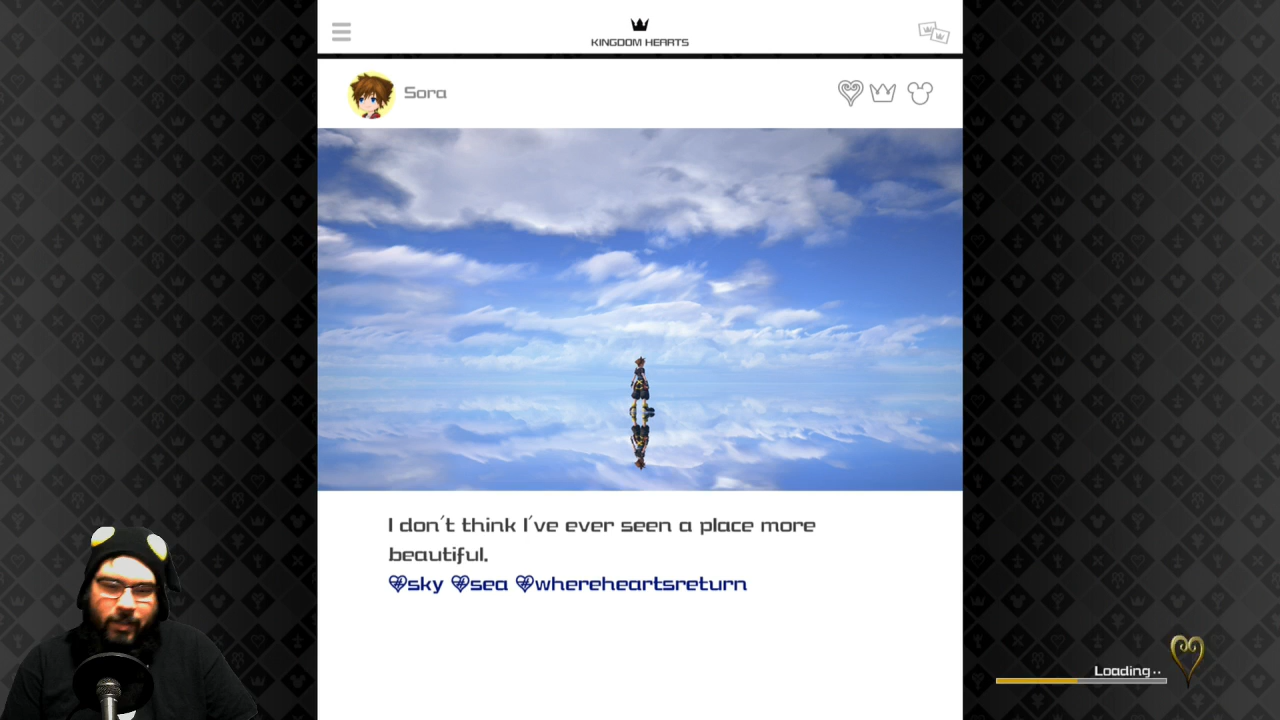 KINGDOM HEARTS
Sora
I don't think I've ever seen a place more
beautiful.
sky sea whereheartsreturn
Loading..